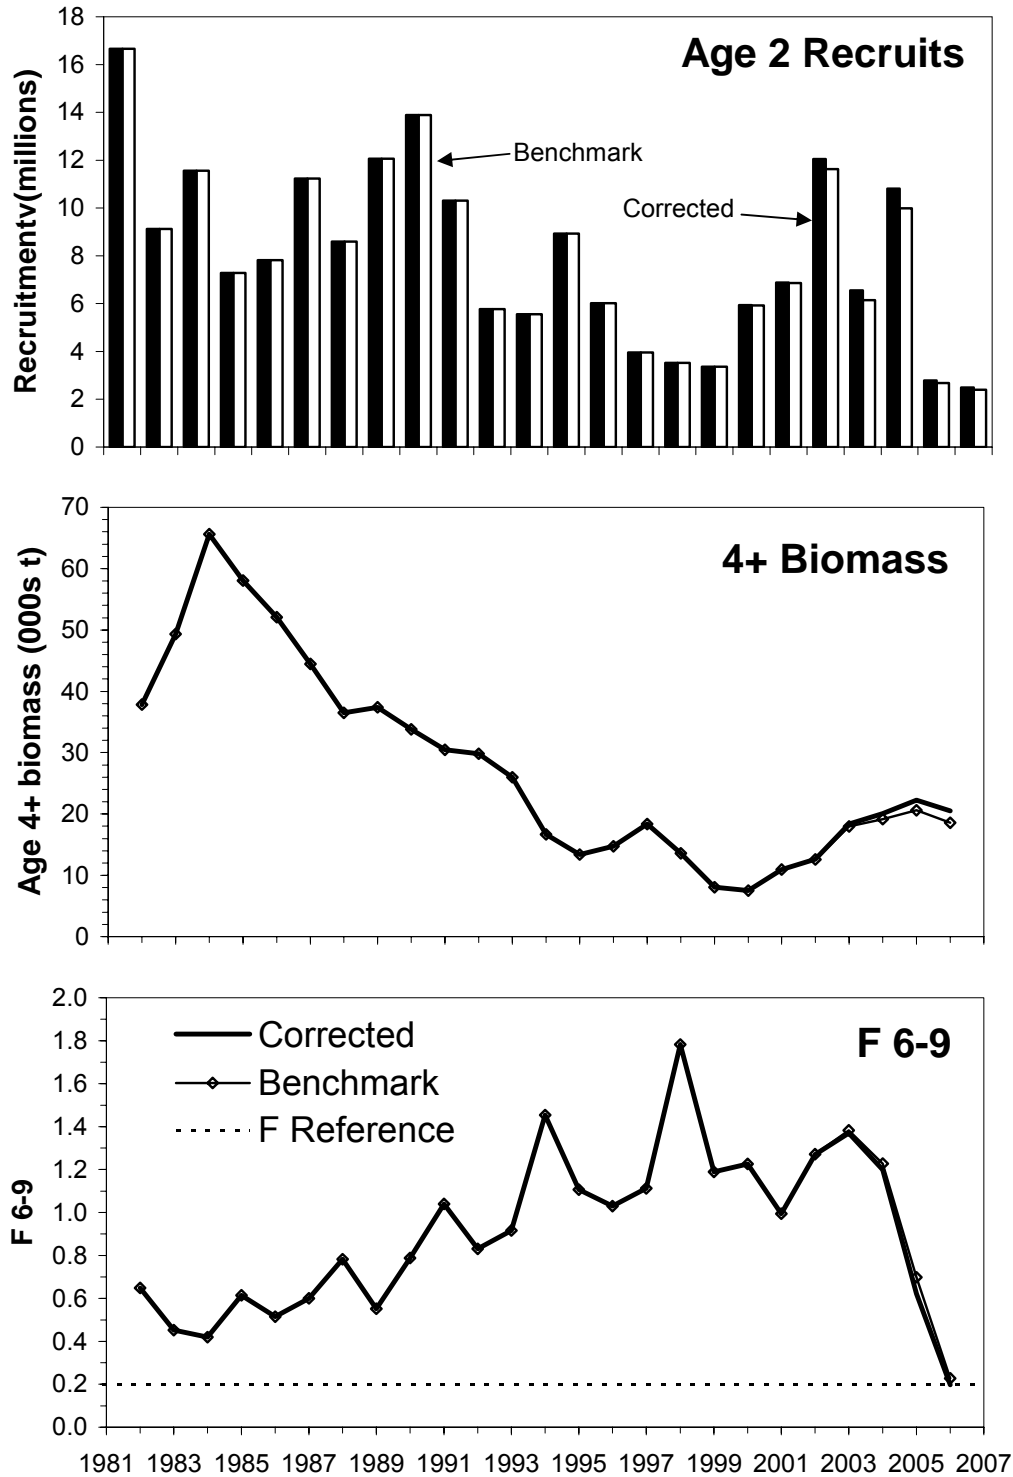 Age 2 Recruits
Recruitmentv(millions)
18
16
14
12
10
8
6
4
2
0
Benchmark
Corrected
4+ Biomass
Age 4+ biomass (000s t)
70
60
50
40
30
20
10
0
F 6-9
F 6-9
2.0
1.8
1.6
1.4
1.2
1.0
0.8
0.6
0.4
0.2
0.0
Corrected
Benchmark
F Reference
1981 1983 1985 1987 1989 1991 1993 1995 1997 1999 2001 2003 2005 2007